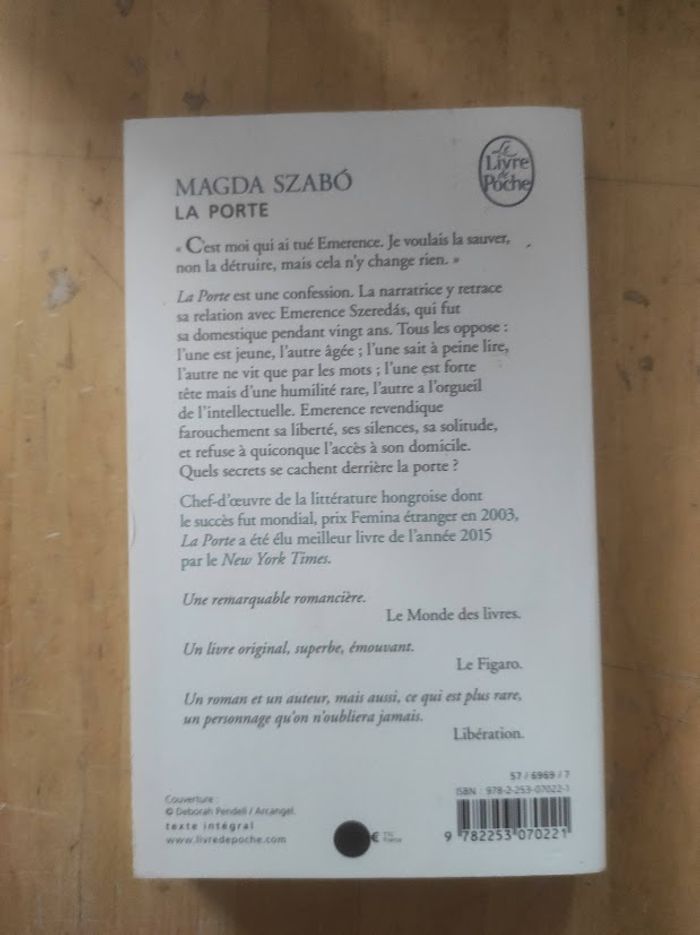 Le
Livre
de
Poche
MAGDA SZABÓ
LA PORTE
« C'est moi qui ai tué Emerence. Je voulais la sauver,
non la détruire, mais cela n'y change rien. »
La Porte est une confession. La narratrice y retrace
sa relation avec Emerence Szeredás, qui fut
sa domestique pendant vingt ans. Tous les oppose :
l'une est jeune, l'autre âgée ; l'une sait à peine lire,
l'autre ne vit que par les mots ; l'une est forte
tête mais d'une humilité rare, l'autre a l'orgueil
de l'intellectuelle. Emerence revendique
farouchement sa liberté, ses silences, sa solitude,
et refuse à quiconque l'accès à son domicile.
Quels secrets se cachent derrière la porte ?
Chef-d'œuvre de la littérature hongroise dont
le succès fut mondial, prix Femina étranger en 2003,
La Porte a été élu meilleur livre de l'année 2015
par le New York Times.
Une remarquable romancière.
Le Monde des livres.
Un livre original, superbe, émouvant.
Le Figaro.
Un roman et un auteur, mais aussi, ce qui est plus rare,
un personnage qu'on n'oubliera jamais.
Libération.
57 / 6969 / 7
ISBN : 978-2-253-07022-1
Couverture :
© Deborah Pendell / Arcangel.
texte intégral
www.livredepoche.com
€
9 782253 070221